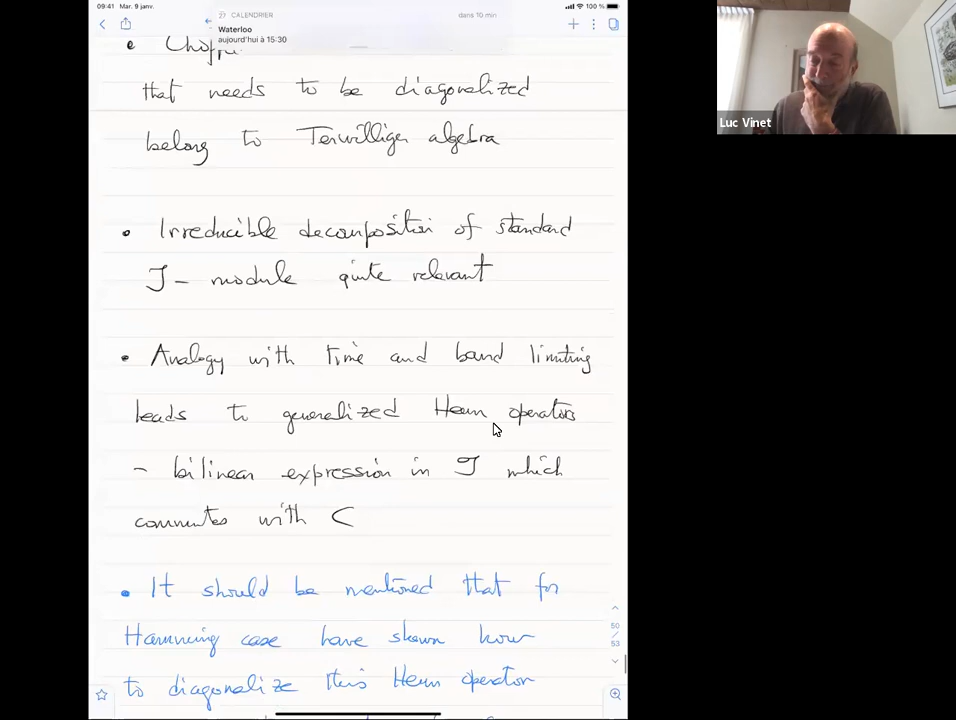 09:41 Mar. 9 janv.
100 %
CALENDRIER
dans 10 min
Waterloo
aujourd'hui à 15:30
that needs to be diagonalized
belong to Terwilliger algebra
• Irreducible decomposition of standard
T - module quite relevant
• Analogy with time and band limiting
leads to generalized Heun operators
- bilinear expression in T which
commutes with C
• It should be mentioned that for
Hamming case have shown how
to diagonalize this Heun operator
50
/
53
Luc Vinet